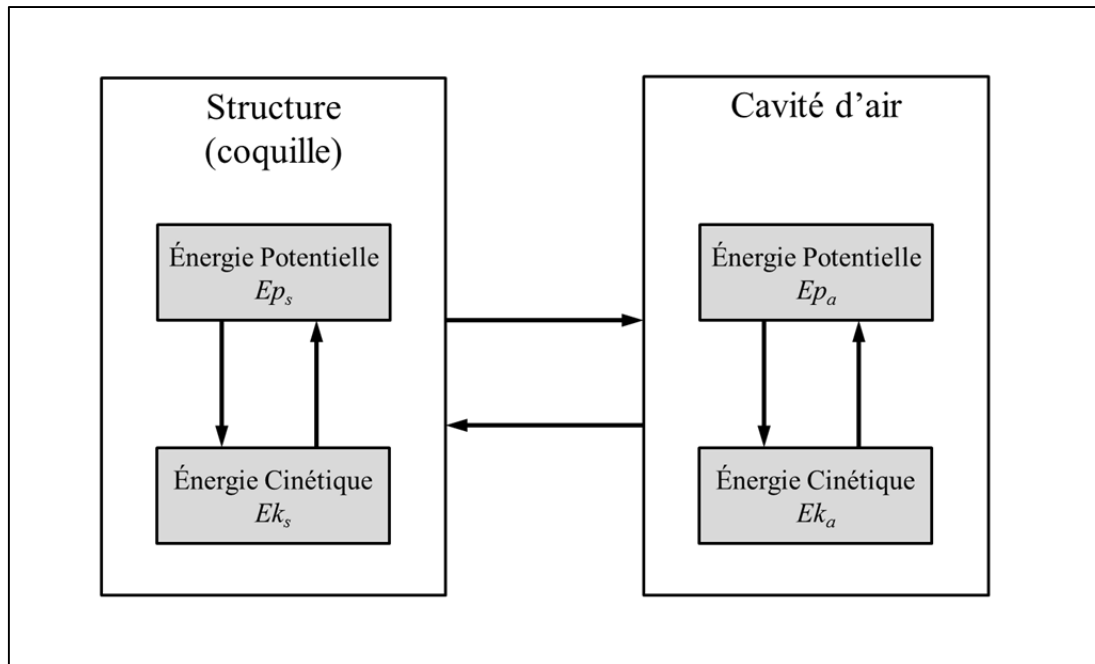 Structure
(coquille)
Énergie Potentielle
Ep_s
Énergie Cinétique
Ek_s
Cavité d'air
Énergie Potentielle
Ep_a
Énergie Cinétique
Ek_a